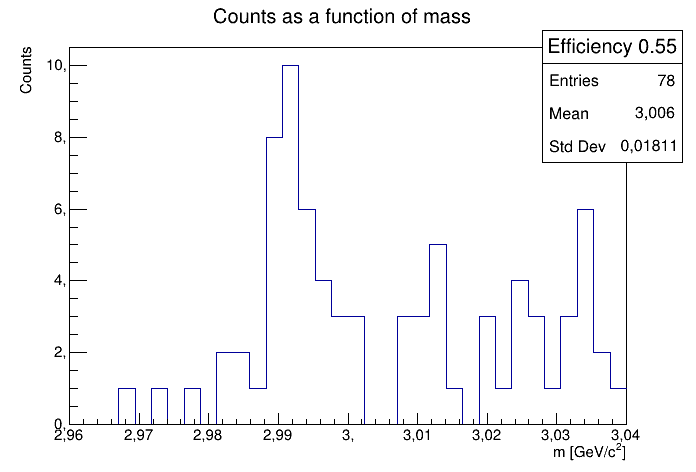 Counts as a function of mass
Efficiency 0.55
Entries 78
Mean 3,006
Std Dev 0,01811
Counts
10,
8,
6,
4,
2,
0,
2,96 2,97 2,98 2,99 3, 3,01 3,02 3,03 3,04
m [GeV/c²]